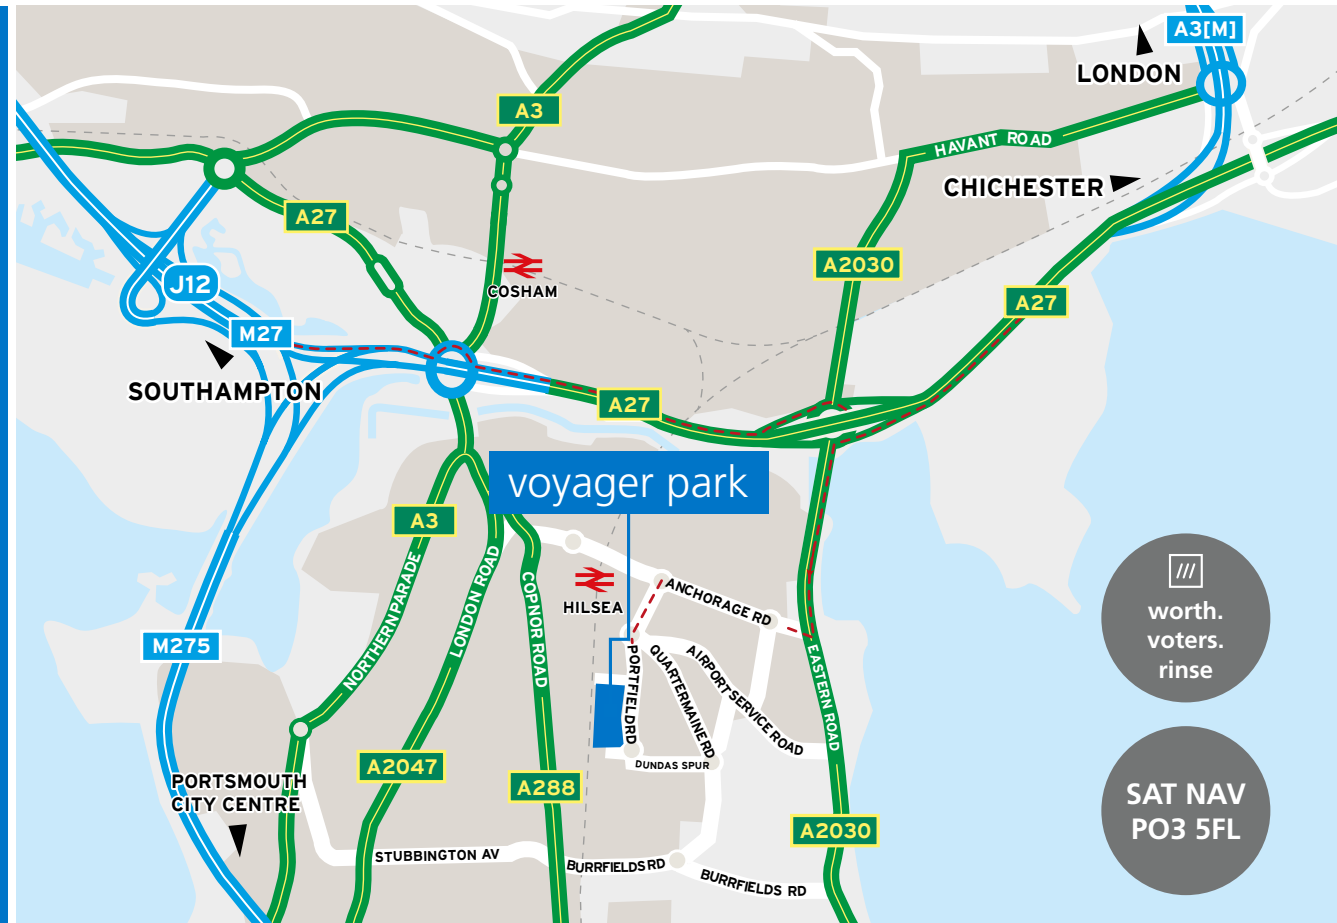 A3[M]
LONDON
A3
HAVANT ROAD
CHICHESTER
A27
A2030
J12
COSHAM
A27
M27
SOUTHAMPTON
A27
voyager park
A3
NORTHERN PARADE
LONDON ROAD
COPNOR ROAD
HILSEA
ANCHORAGE RD
worth.
voters.
rinse
M275
PORTFIELD RD
QUARTERMAINE RD
AIRPORT SERVICE ROAD
EASTERN ROAD
DUNDAS SPUR
A2047
A288
PORTSMOUTH
CITY CENTRE
SAT NAV
PO3 5FL
A2030
STUBBINGTON AV
BURRFIELDS RD
BURRFIELDS RD